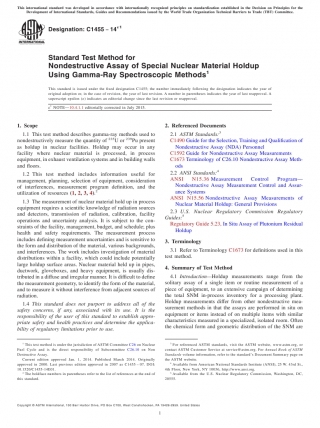 This international standard was developed in accordance with internationally recognized principles on standardization established in the Decision on Principles for the
Development of International Standards, Guides and Recommendations issued by the World Trade Organization Technical Barriers to Trade (TBT) Committee.
Designation: C1455 − 14ε1
INTERNATIONAL
Standard Test Method for
Nondestructive Assay of Special Nuclear Material Holdup
Using Gamma-Ray Spectroscopic Methods1
This standard is issued under the fixed designation C1455; the number immediately following the designation indicates the year of
original adoption or, in the case of revision, the year of last revision. A number in parentheses indicates the year of last reapproval. A
superscript epsilon (ε) indicates an editorial change since the last revision or reapproval.
editorially corrected in July 2015.
1. Scope
1.1 This test method describes gamma-ray methods used to
nondestructively measure the quantity of 235U or 239Pu present
as holdup in nuclear facilities. Holdup may occur in any
facility where nuclear material is processed, in process
equipment, in exhaust ventilation systems and in building walls
and floors.
1.2 This test method includes information useful for
management, planning, selection of equipment, consideration
of interferences, measurement program definition, and the
utilization of resources (1, 2, 3, 4).2
1.3 The measurement of nuclear material held up in process
equipment requires a scientific knowledge of radiation sources
and detectors, transmission of radiation, calibration, facility
operations and uncertainty analysis. It is subject to the con-
straints of the facility, management, budget, and schedule; plus
health and safety requirements. The measurement process
includes defining measurement uncertainties and is sensitive to
the form and distribution of the material, various backgrounds,
and interferences. The work includes investigation of material
distributions within a facility, which could include potentially
large holdup surface areas. Nuclear material held up in pipes,
ductwork, gloveboxes, and heavy equipment, is usually dis-
tributed in a diffuse and irregular manner. It is difficult to define
the measurement geometry, to identify the form of the material,
and to measure it without interference from adjacent sources of
radiation.
1.4 This standard does not purport to address all of the
safety concerns, if any, associated with its use. It is the
responsibility of the user of this standard to establish appro-
priate safety and health practices and determine the applica-
bility of regulatory limitations prior to use.
2. Referenced Documents
2.1 ASTM Standards:3
C1490 Guide for the Selection, Training and Qualification of
Nondestructive Assay (NDA) Personnel
C1592 Guide for Nondestructive Assay Measurements
C1673 Terminology of C26.10 Nondestructive Assay Meth-
ods
2.2 ANSI Standards:4
ANSI N15.36 Measurement Control Program—
Nondestructive Assay Measurement Control and Assur-
ance Systems
ANSI N15.56 Nondestructive Assay Measurements of
Nuclear Material Holdup: General Provisions
2.3 U.S. Nuclear Regulatory Commission Regulatory
Guides:5
Regulatory Guide 5.23, In Situ Assay of Plutonium Residual
Holdup
3. Terminology
3.1 Refer to Terminology C1673 for definitions used in this
test method.
4. Summary of Test Method
4.1 Introduction—Holdup measurements range from the
solitary assay of a single item or routine measurement of a
piece of equipment, to an extensive campaign of determining
the total SNM in-process inventory for a processing plant.
Holdup measurements differ from other nondestructive mea-
surement methods in that the assays are performed in situ on
equipment or items instead of on multiple items with similar
characteristics measured in a specialized, isolated room. Often
the chemical form and geometric distribution of the SNM are
1 This test method is under the jurisdiction of ASTM Committee C26 on Nuclear
Fuel Cycle and is the direct responsibility of Subcommittee C26.10 on Non
Destructive Assay.
Current edition approved Jan. 1, 2014. Published March 2014. Originally
approved in 2000. Last previous edition approved in 2007 as C1455 – 07. DOI:
2 The boldface numbers in parentheses refer to the list of references at the end of
this standard.
3 For referenced ASTM standards, visit the ASTM website, www.astm.org, or
contact ASTM Customer Service at service@astm.org. For Annual Book of ASTM
Standards volume information, refer to the standard's Document Summary page on
the ASTM website.
4 Available from American National Standards Institute (ANSI), 25 W. 43rd St.,
4th Floor, New York, NY 10036, http://www.ansi.org.
5 Available from the U.S. Nuclear Regulatory Commission, Washington, DC,
20555.
Copyright © ASTM International, 100 Barr Harbor Drive, PO Box C700, West Conshohocken, PA 19428-2959. United States
1